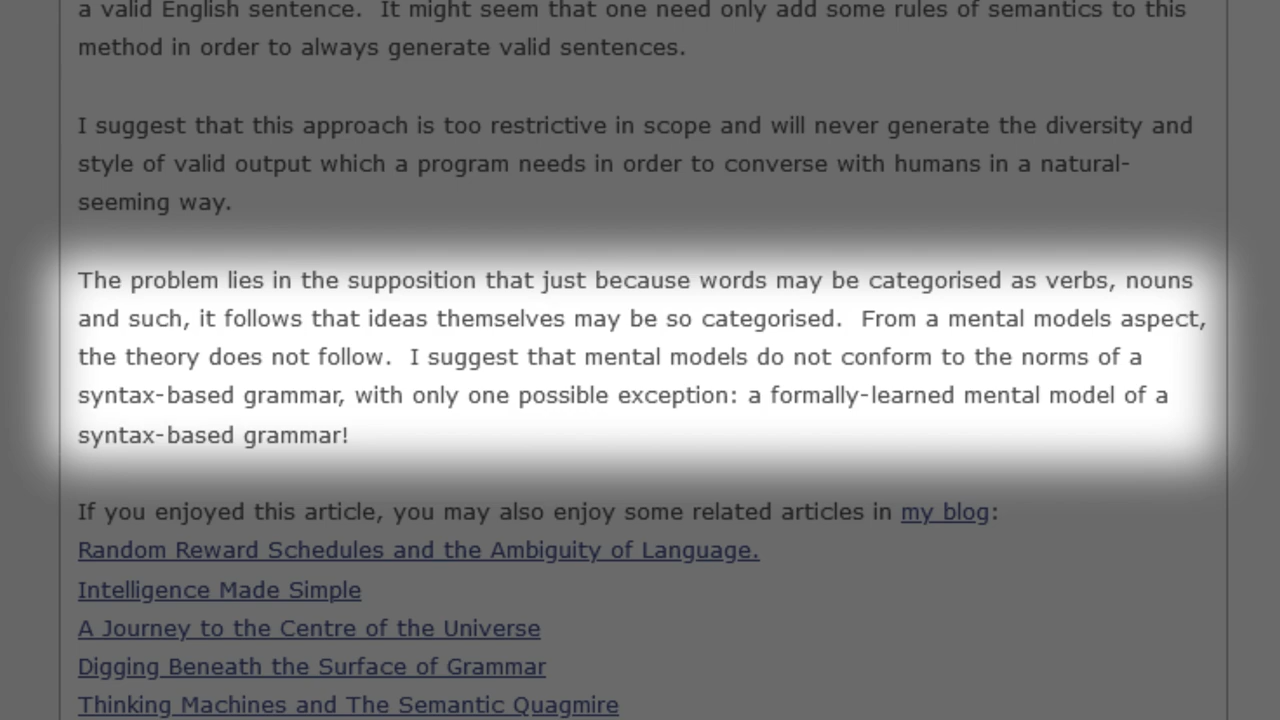 a valid English sentence.  It might seem that one need only add some rules of semantics to this
method in order to always generate valid sentences.
I suggest that this approach is too restrictive in scope and will never generate the diversity and
style of valid output which a program needs in order to converse with humans in a natural-
seeming way.
The problem lies in the supposition that just because words may be categorised as verbs, nouns
and such, it follows that ideas themselves may be so categorised.  From a mental models aspect,
the theory does not follow.  I suggest that mental models do not conform to the norms of a
syntax-based grammar, with only one possible exception: a formally-learned mental model of a
syntax-based grammar!
If you enjoyed this article, you may also enjoy some related articles in my blog:
Random Reward Schedules and the Ambiguity of Language.
Intelligence Made Simple
A Journey to the Centre of the Universe
Digging Beneath the Surface of Grammar
Thinking Machines and The Semantic Quagmire